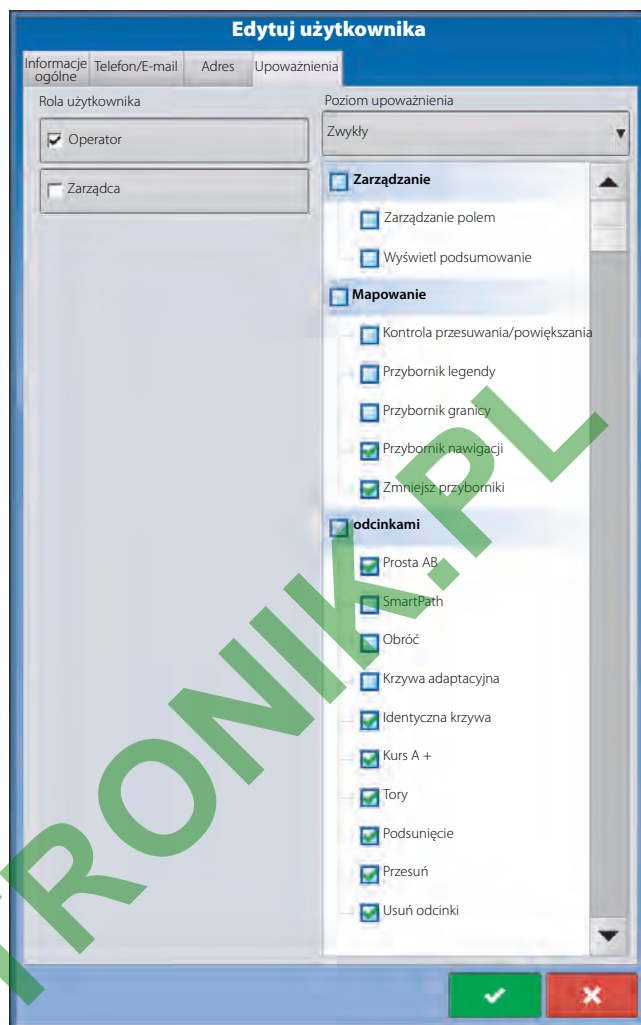 Edytuj użytkownika
Informacje
ogólne
Telefon/E-mail
Adres
Upoważnienia
Rola użytkownika
Operator
Zarządca
Poziom upoważnienia
Zwykły
Zarządzanie
Zarządzanie polem
Wyświetl podsumowanie
Mapowanie
Kontrola przesuwania/powiększania
Przybornik legendy
Przybornik granicy
Przybornik nawigacji
Zmniejsz przyborniki
odcinkami
Prosta AB
SmartPath
Obróć
Krzywa adaptacyjna
Identyczna krzywa
Kurs A +
Tory
Podsunięcie
Przesuń
Usuń odcinki
TRONIK.PL